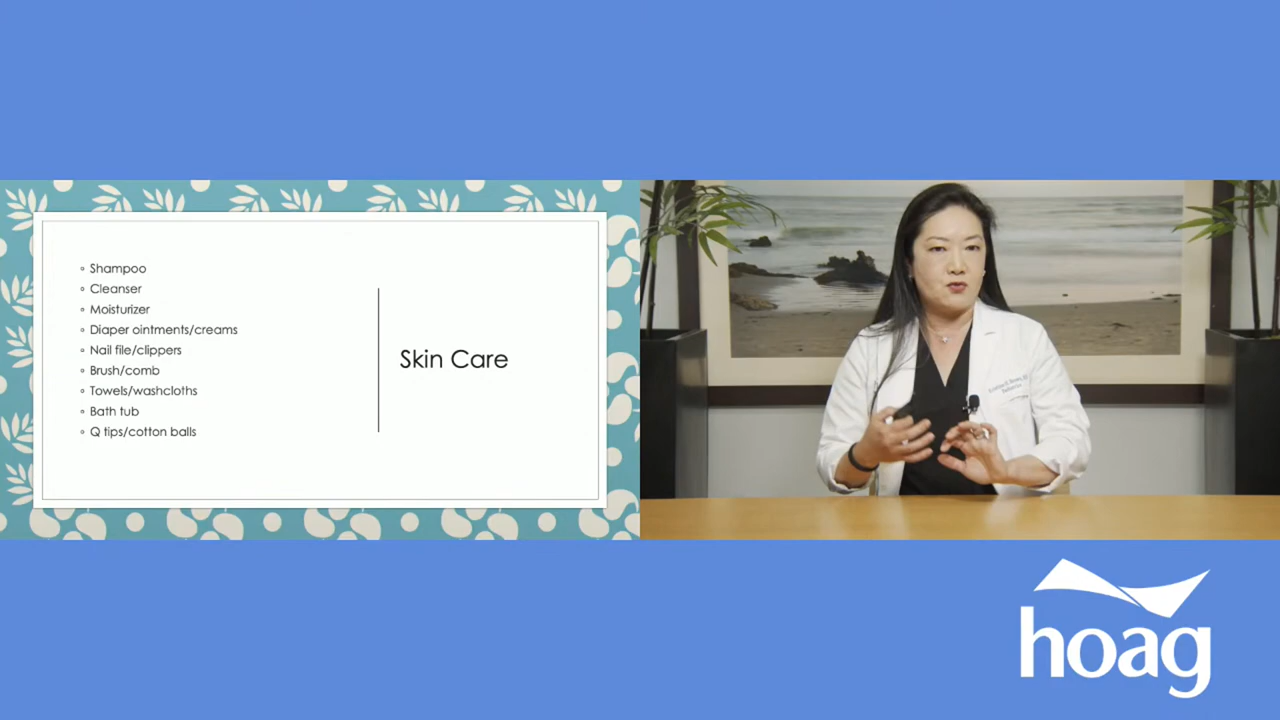 Shampoo
Cleanser
Moisturizer
Diaper ointments/creams
Nail file/clippers
Brush/comb
Towels/washcloths
Bath tub
Q tips/cotton balls
Skin Care
hoag